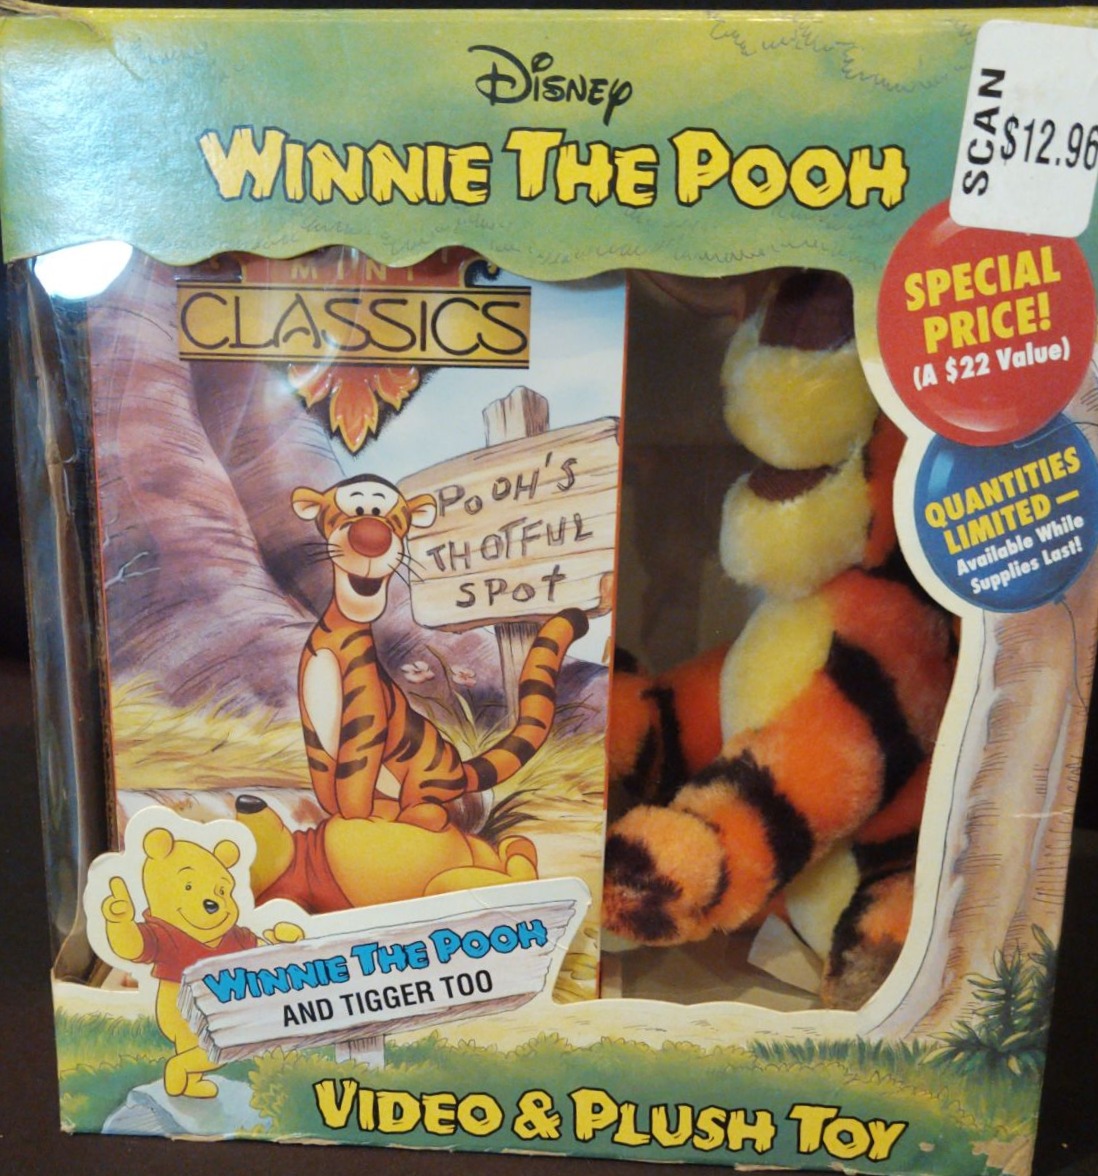 Disney
WINNIE THE POOH
SCAN
$12.96
SPECIAL
PRICE!
(A $22 Value)
QUANTITIES
LIMITED—
Available While
Supplies Last!
MINI
CLASSICS
POOH'S
THOTFUL
SPOT
WINNIE THE POOH
AND TIGGER TOO
VIDEO & PLUSH TOY